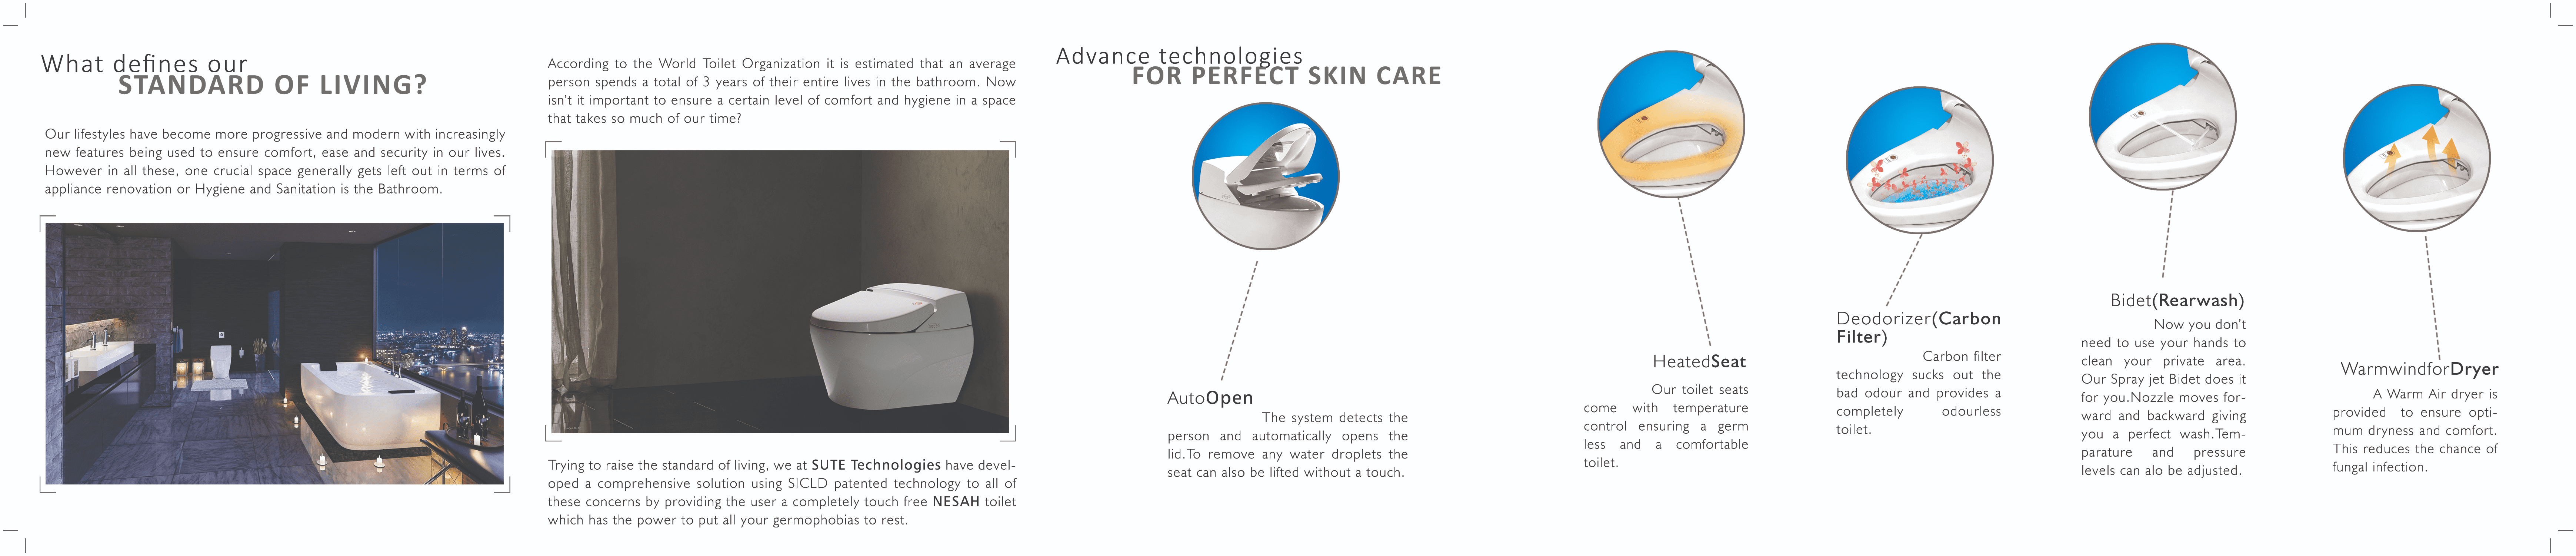 What defines our
STANDARD OF LIVING?
Our lifestyles have become more progressive and modern with increasingly
new features being used to ensure comfort, ease and security in our lives.
However in all these, one crucial space generally gets left out in terms of
appliance renovation or Hygiene and Sanitation is the Bathroom.
According to the World Toilet Organization it is estimated that an average
person spends a total of 3 years of their entire lives in the bathroom. Now
isn't it important to ensure a certain level of comfort and hygiene in a space
that takes so much of our time?
Trying to raise the standard of living, we at SUTE Technologies have devel-
oped a comprehensive solution using SICLD patented technology to all of
these concerns by providing the user a completely touch free NESAH toilet
which has the power to put all your germophobias to rest.
Advance technologies
FOR PERFECT SKIN CARE
AutoOpen
The system detects the
person and automatically opens the
lid.To remove any water droplets the
seat can also be lifted without a touch.
HeatedSeat
Our toilet seats
come with temperature
control ensuring a germ
less and a comfortable
toilet.
Deodorizer(Carbon
Filter)
Carbon filter
technology sucks out the
bad odour and provides a
completely odourless
toilet.
Bidet(Rearwash)
Now you don't
need to use your hands to
clean your private area.
Our Spray jet Bidet does it
for you.Nozzle moves for-
ward and backward giving
you a perfect wash.Tem-
parature and pressure
levels can alo be adjusted.
WarmwindforDryer
A Warm Air dryer is
provided to ensure opti-
mum dryness and comfort.
This reduces the chance of
fungal infection.